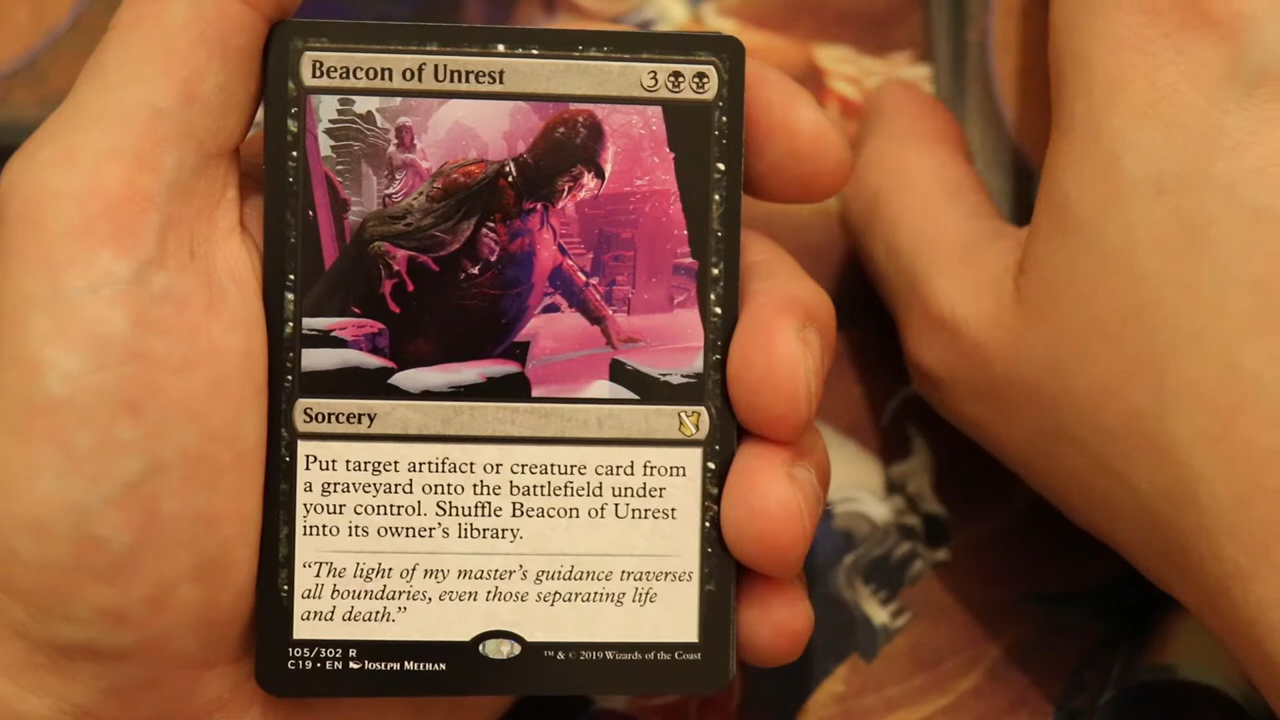 Beacon of Unrest 3
Sorcery
Put target artifact or creature card from
a graveyard onto the battlefield under
your control. Shuffle Beacon of Unrest
into its owner's library.
"The light of my master's guidance traverses
all boundaries, even those separating life
and death."
105/302 R
C19 • EN Joseph Meehan
™ & © 2019 Wizards of the Coast